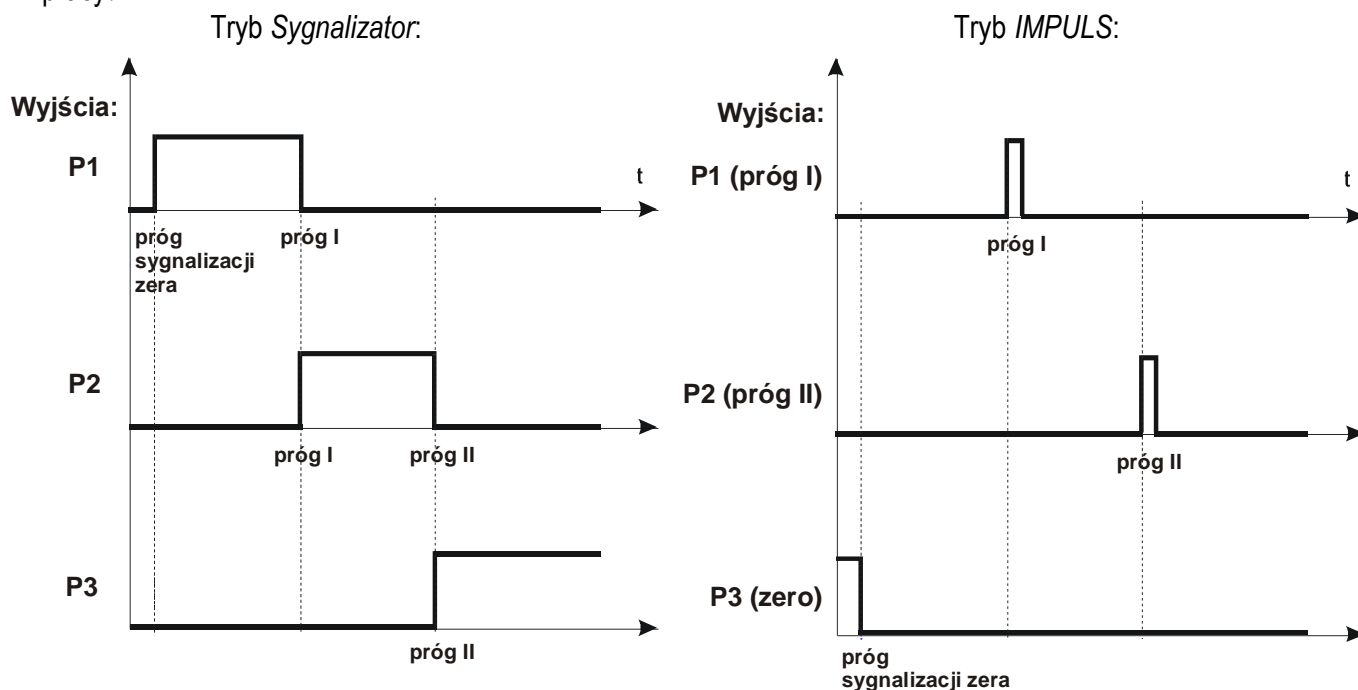 Tryb Sygnalizator:
Wyjścia:
P1
t
próg
sygnalizacji
zera
próg I
P2
próg I
próg II
P3
próg II
Tryb IMPULS:
Wyjścia:
P1 (próg I)
t
próg I
P2 (próg II)
próg II
P3 (zero)
próg
sygnalizacji zera